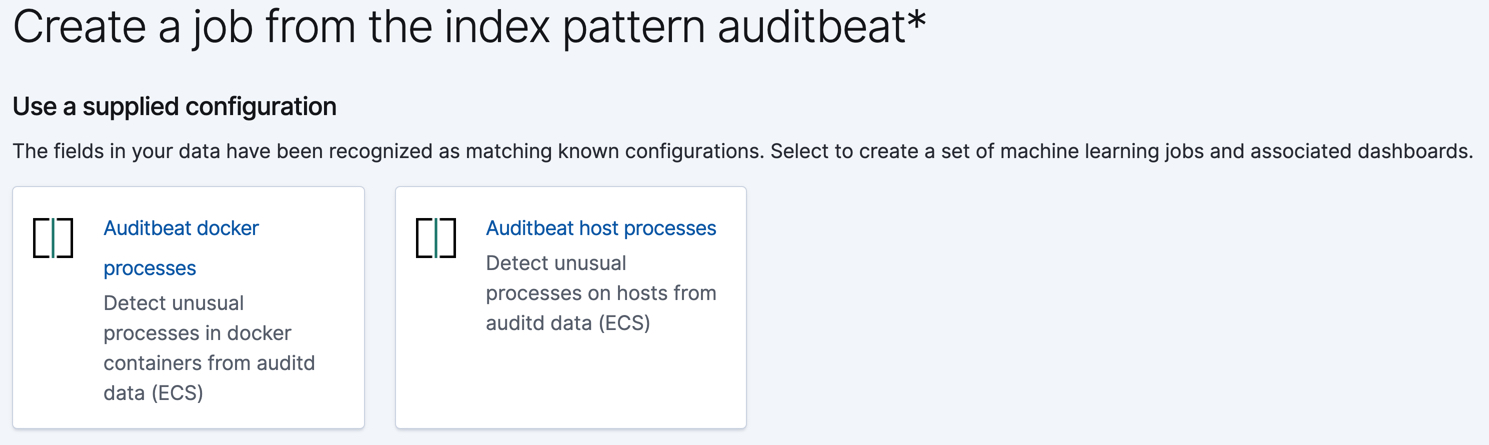 Create a job from the index pattern auditbeat*
Use a supplied configuration
The fields in your data have been recognized as matching known configurations. Select to create a set of machine learning jobs and associated dashboards.
Auditbeat docker
processes
Detect unusual
processes in docker
containers from auditd
data (ECS)
Auditbeat host processes
Detect unusual
processes on hosts from
auditd data (ECS)